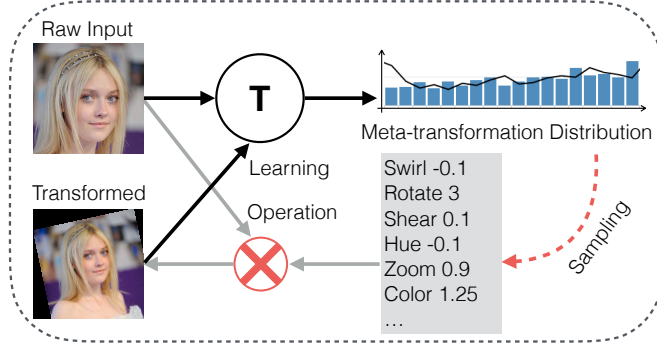 Raw Input
T
Meta-transformation Distribution
Learning
Transformed
Operation
Swirl -0.1
Rotate 3
Shear 0.1
Hue -0.1
Zoom 0.9
Color 1.25
...
Sampling